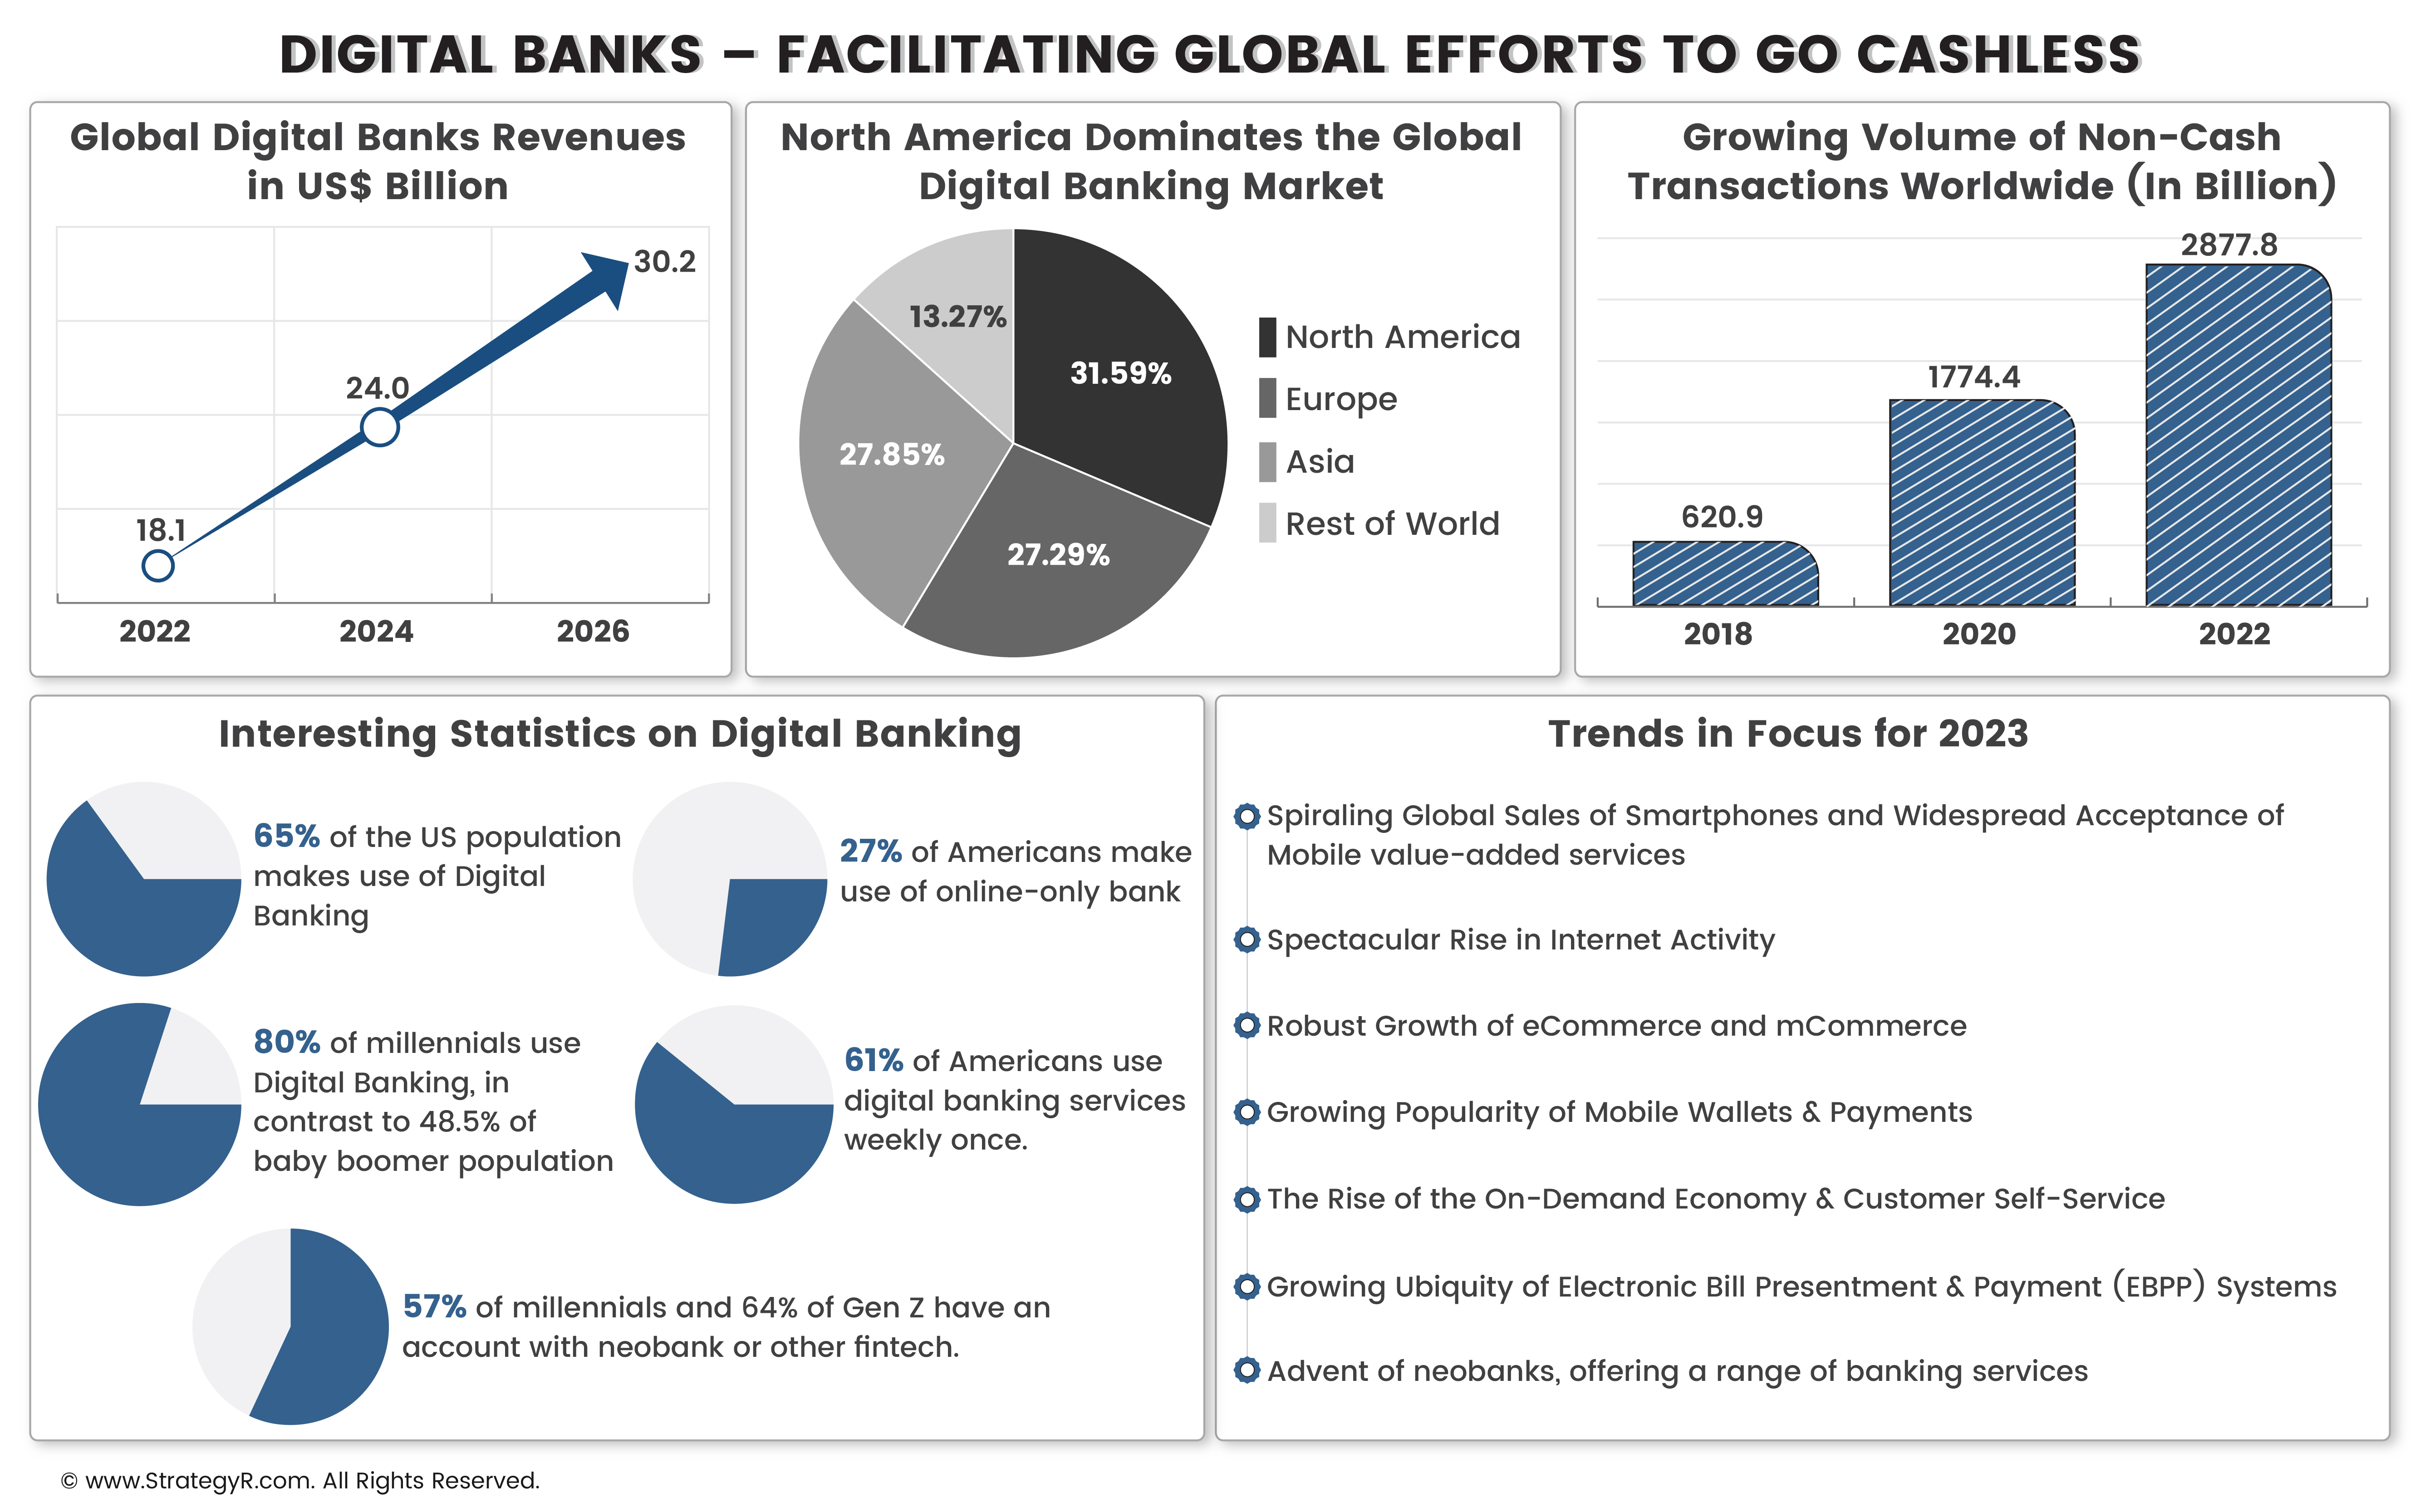 DIGITAL BANKS – FACILITATING GLOBAL EFFORTS TO GO CASHLESS
Global Digital Banks Revenues
in US$ Billion
30.2
24.0
18.1
2022 2024 2026
North America Dominates the Global
Digital Banking Market
13.27%
31.59%
27.85%
27.29%
North America
Europe
Asia
Rest of World
Growing Volume of Non-Cash
Transactions Worldwide (In Billion)
2877.8
1774.4
620.9
2018 2020 2022
Interesting Statistics on Digital Banking
65% of the US population
makes use of Digital
Banking
27% of Americans make
use of online-only bank
80% of millennials use
Digital Banking, in
contrast to 48.5% of
baby boomer population
61% of Americans use
digital banking services
weekly once.
57% of millennials and 64% of Gen Z have an
account with neobank or other fintech.
Trends in Focus for 2023
Spiraling Global Sales of Smartphones and Widespread Acceptance of
Mobile value-added services
Spectacular Rise in Internet Activity
Robust Growth of eCommerce and mCommerce
Growing Popularity of Mobile Wallets & Payments
The Rise of the On-Demand Economy & Customer Self-Service
Growing Ubiquity of Electronic Bill Presentment & Payment (EBPP) Systems
Advent of neobanks, offering a range of banking services
© www.StrategyR.com. All Rights Reserved.